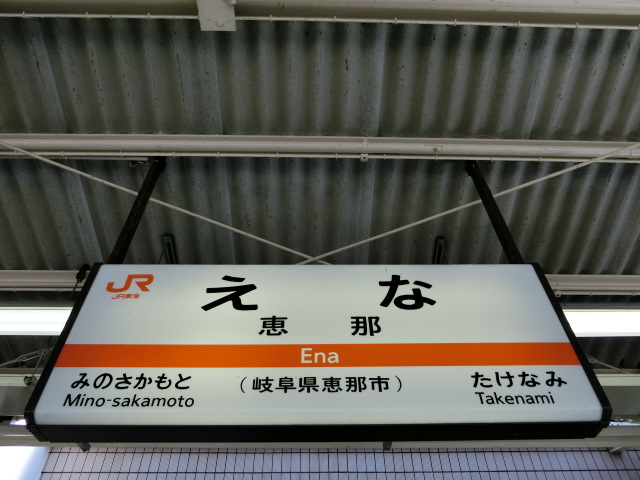 JR
JR東海
えな
恵那
Ena
みのさかもと
Mino-sakamoto
(岐阜県恵那市)
たけなみ
Takenami